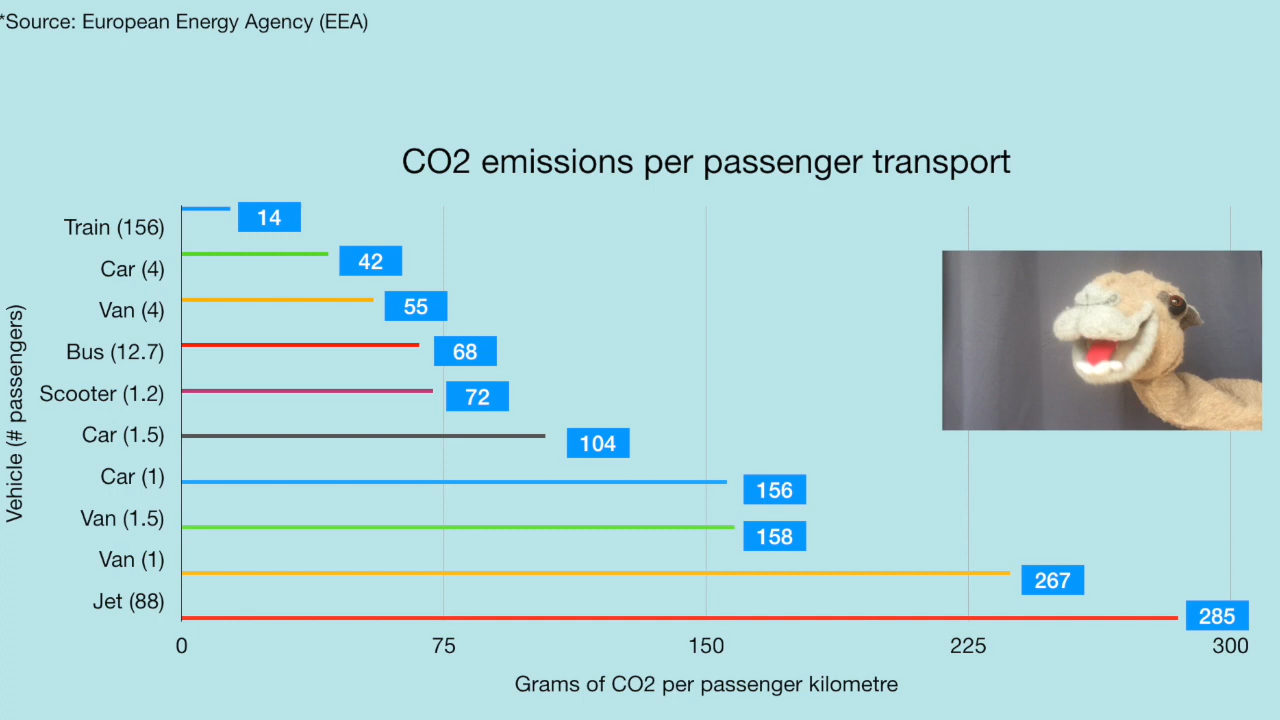 *Source: European Energy Agency (EEA)
CO2 emissions per passenger transport
Vehicle (# passengers)
Train (156) 14
Car (4) 42
Van (4) 55
Bus (12.7) 68
Scooter (1.2) 72
Car (1.5) 104
Car (1) 156
Van (1.5) 158
Van (1) 267
Jet (88) 285
0 75 150 225 300
Grams of CO2 per passenger kilometre